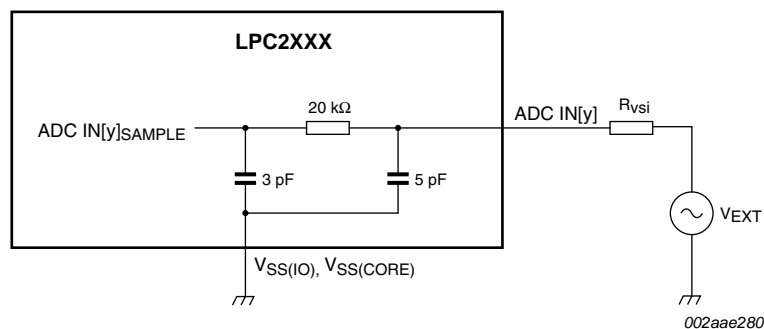 LPC2XXX
20 kΩ
ADC IN[y]
Rvsi
ADC IN[y]SAMPLE
3 pF
5 pF
VEXT
VSS(IO), VSS(CORE)
002aae280